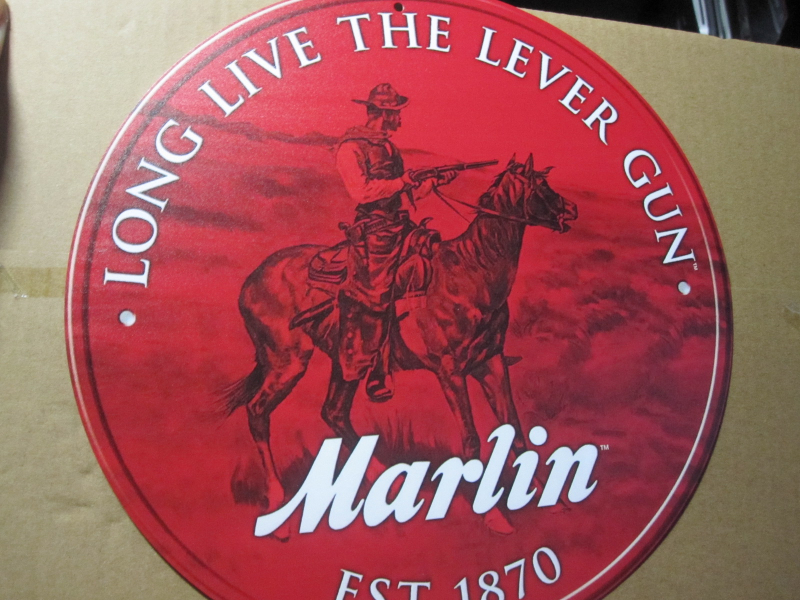 • LONG LIVE THE LEVER GUN™ •
Marlin™
EST. 1870